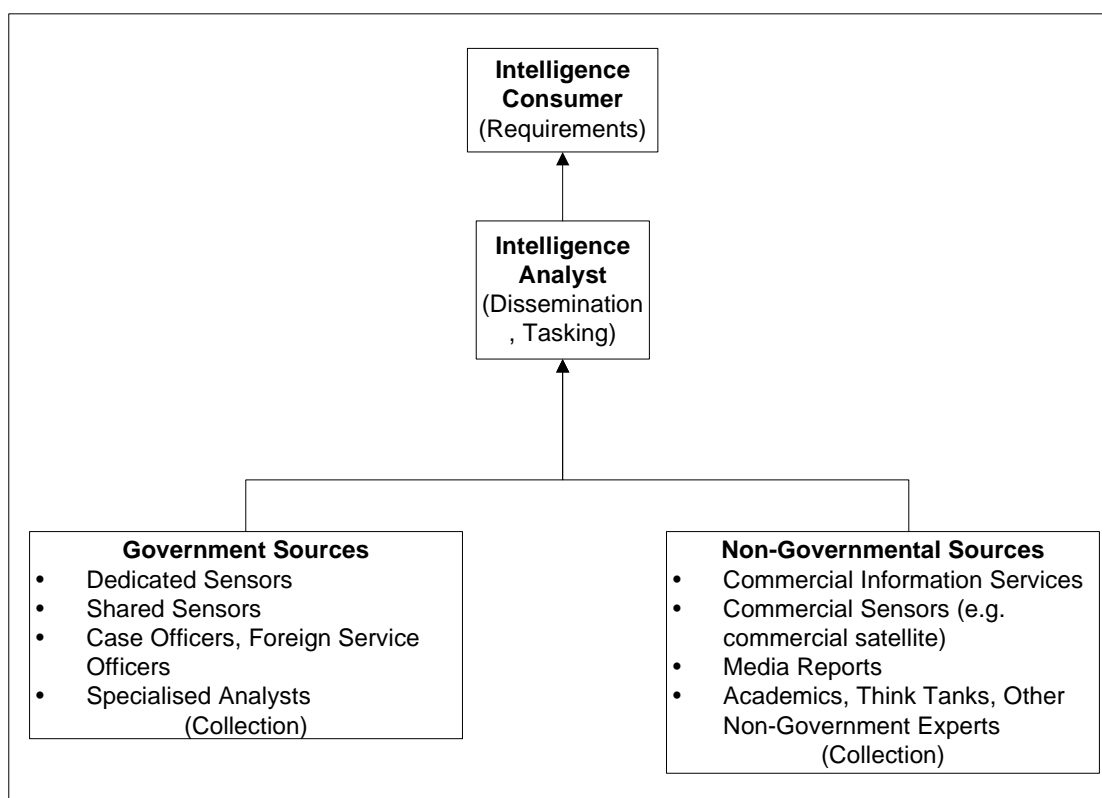 Intelligence
Consumer
(Requirements)
Intelligence
Analyst
(Dissemination
, Tasking)
Government Sources
• Dedicated Sensors
• Shared Sensors
• Case Officers, Foreign Service
Officers
• Specialised Analysts
(Collection)
Non-Governmental Sources
• Commercial Information Services
• Commercial Sensors (e.g.
commercial satellite)
• Media Reports
• Academics, Think Tanks, Other
Non-Government Experts
(Collection)